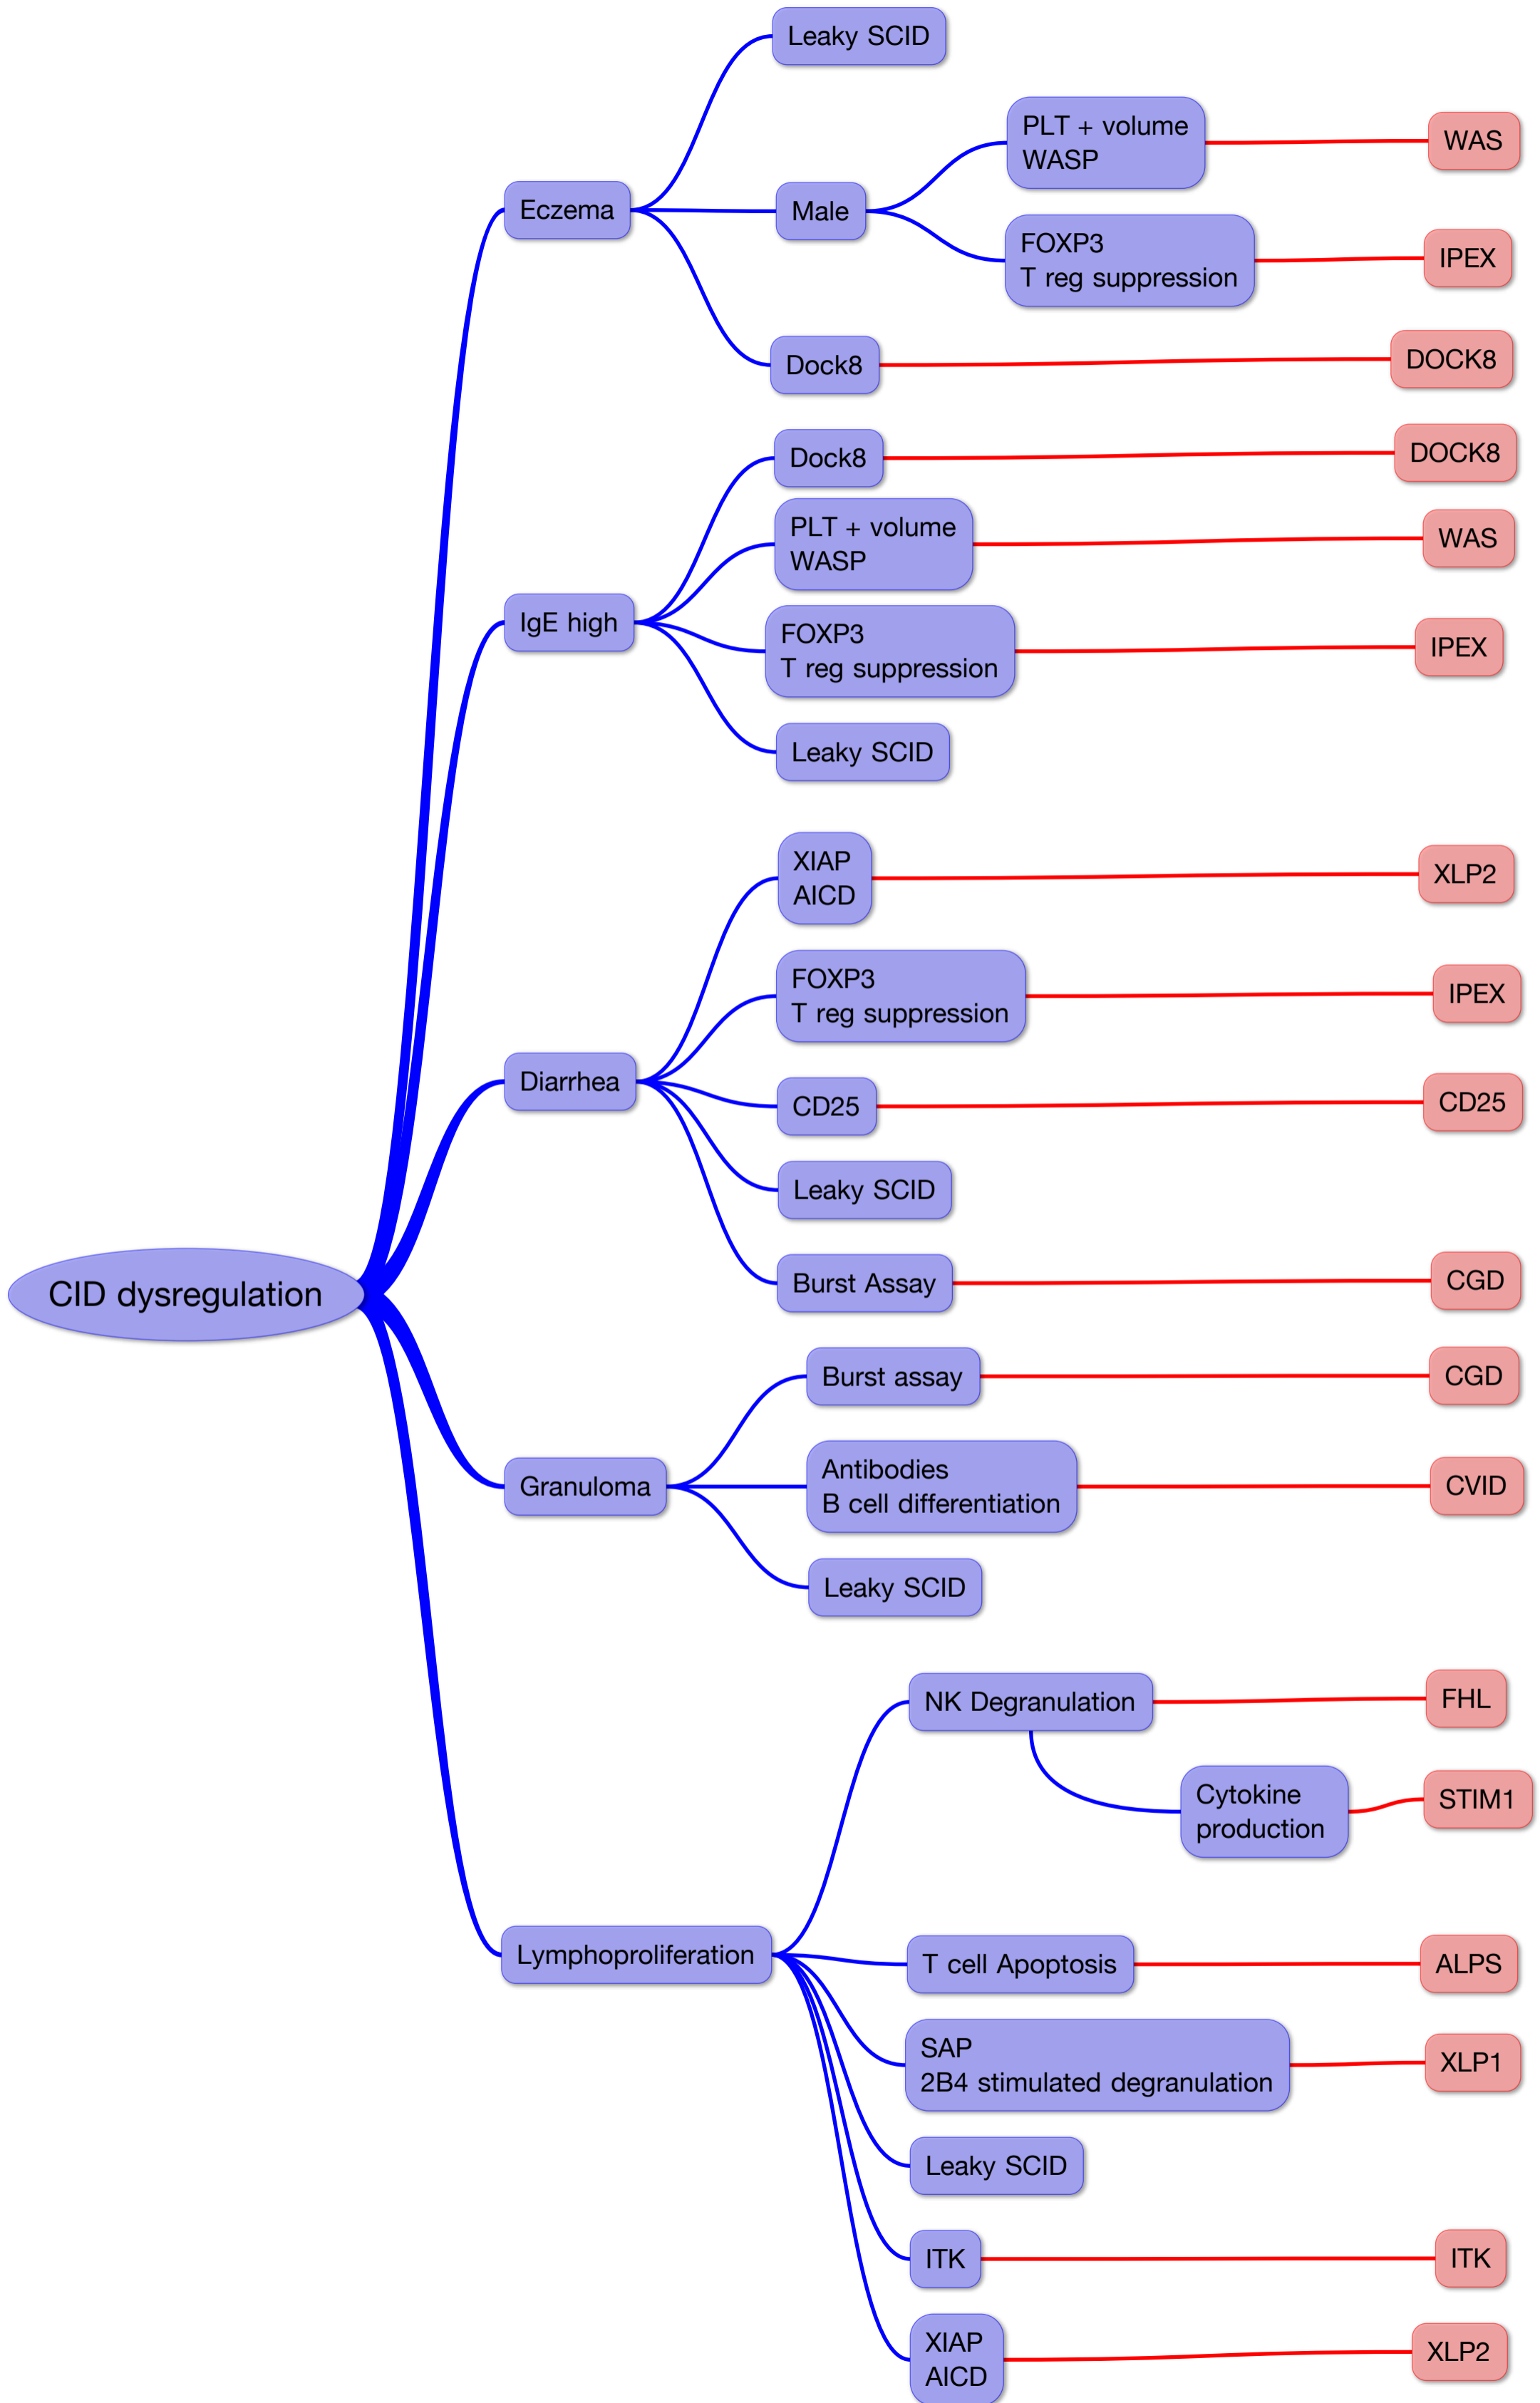 CID dysregulation
Eczema
Leaky SCID
Male
PLT + volume
WASP
WAS
FOXP3
T reg suppression
IPEX
Dock8
DOCK8
IgE high
Dock8
DOCK8
PLT + volume
WASP
WAS
FOXP3
T reg suppression
IPEX
Leaky SCID
Diarrhea
XIAP
AICD
XLP2
FOXP3
T reg suppression
IPEX
CD25
CD25
Leaky SCID
Burst Assay
CGD
Granuloma
Burst assay
CGD
Antibodies
B cell differentiation
CVID
Leaky SCID
Lymphoproliferation
NK Degranulation
FHL
Cytokine
production
STIM1
T cell Apoptosis
ALPS
SAP
2B4 stimulated degranulation
XLP1
Leaky SCID
ITK
ITK
XIAP
AICD
XLP2